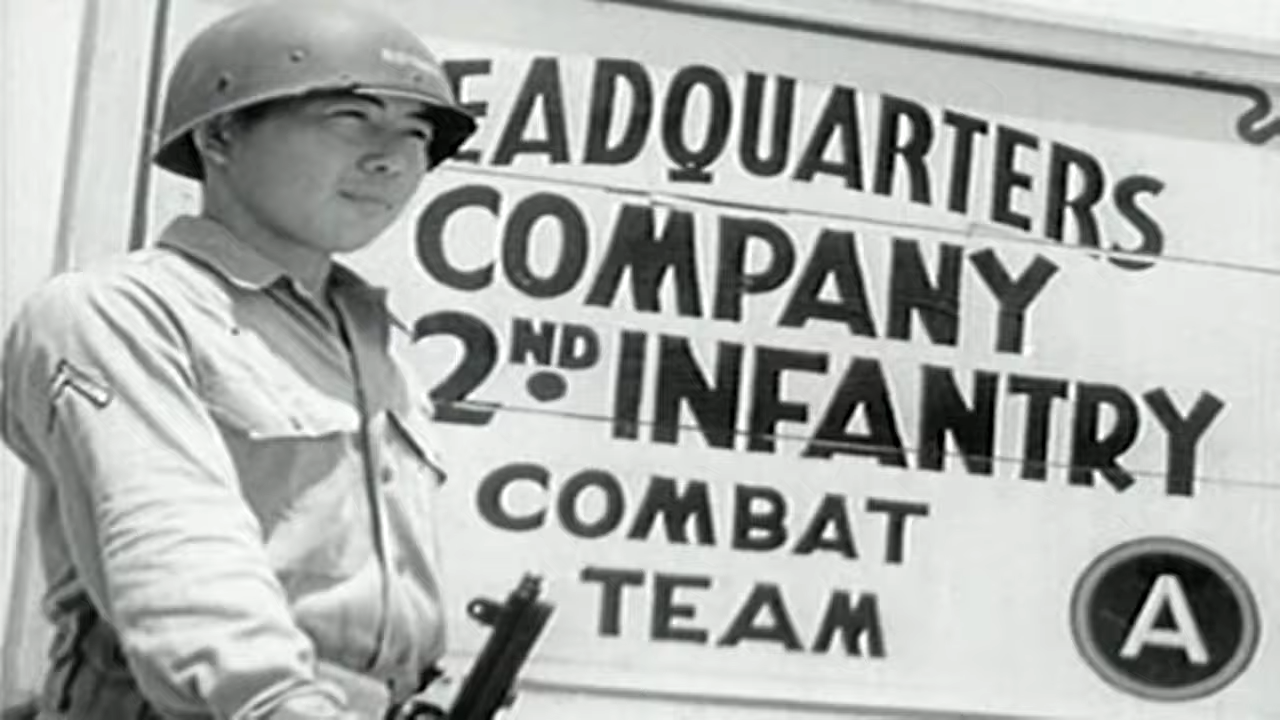 EADQUARTERS
COMPANY
2ND INFANTRY
COMBAT
TEAM
A